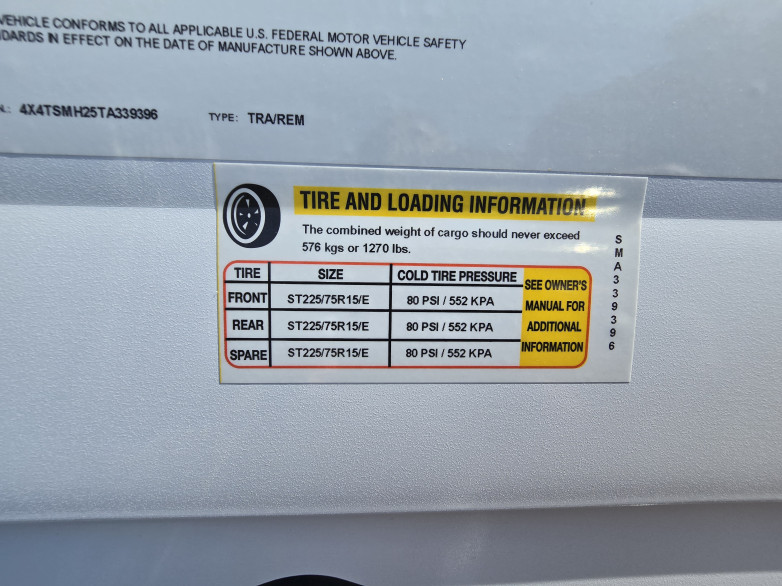 VEHICLE CONFORMS TO ALL APPLICABLE U.S. FEDERAL MOTOR VEHICLE SAFETY
IN EFFECT ON THE DATE OF MANUFACTURE SHOWN ABOVE.
4X4TSMH25TA339396 TYPE: TRA/REM
TIRE AND LOADING INFORMATION
The combined weight of cargo should never exceed
576 kgs or 1270 lbs.
TIRE SIZE COLD TIRE PRESSURE
FRONT ST225/75R15/E 80 PSI / 552 KPA
REAR ST225/75R15/E 80 PSI / 552 KPA
SPARE ST225/75R15/E 80 PSI / 552 KPA
SEE OWNER'S
MANUAL FOR
ADDITIONAL
INFORMATION
SMA339396